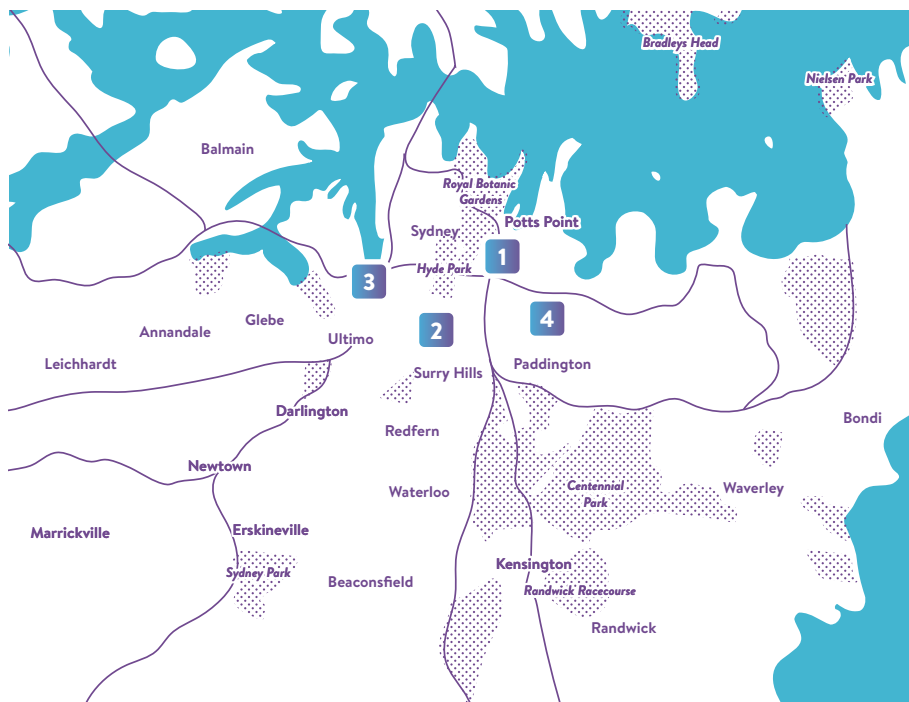 Bradleys Head
Nielsen Park
Balmain
Royal Botanic
Gardens
Potts Point
Sydney
1
Hyde Park
3
4
Glebe
2
Annandale
Ultimo
Leichhardt
Paddington
Surry Hills
Darlington
Bondi
Redfern
Newtown
Centennial
Park
Waverley
Waterloo
Erskineville
Marrickville
Kensington
Sydney Park
Beaconsfield
Randwick Racecourse
Randwick